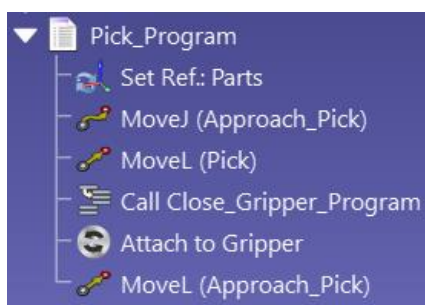 Pick_Program
Set Ref.: Parts
MoveJ (Approach_Pick)
MoveL (Pick)
Call Close_Gripper_Program
Attach to Gripper
MoveL (Approach_Pick)